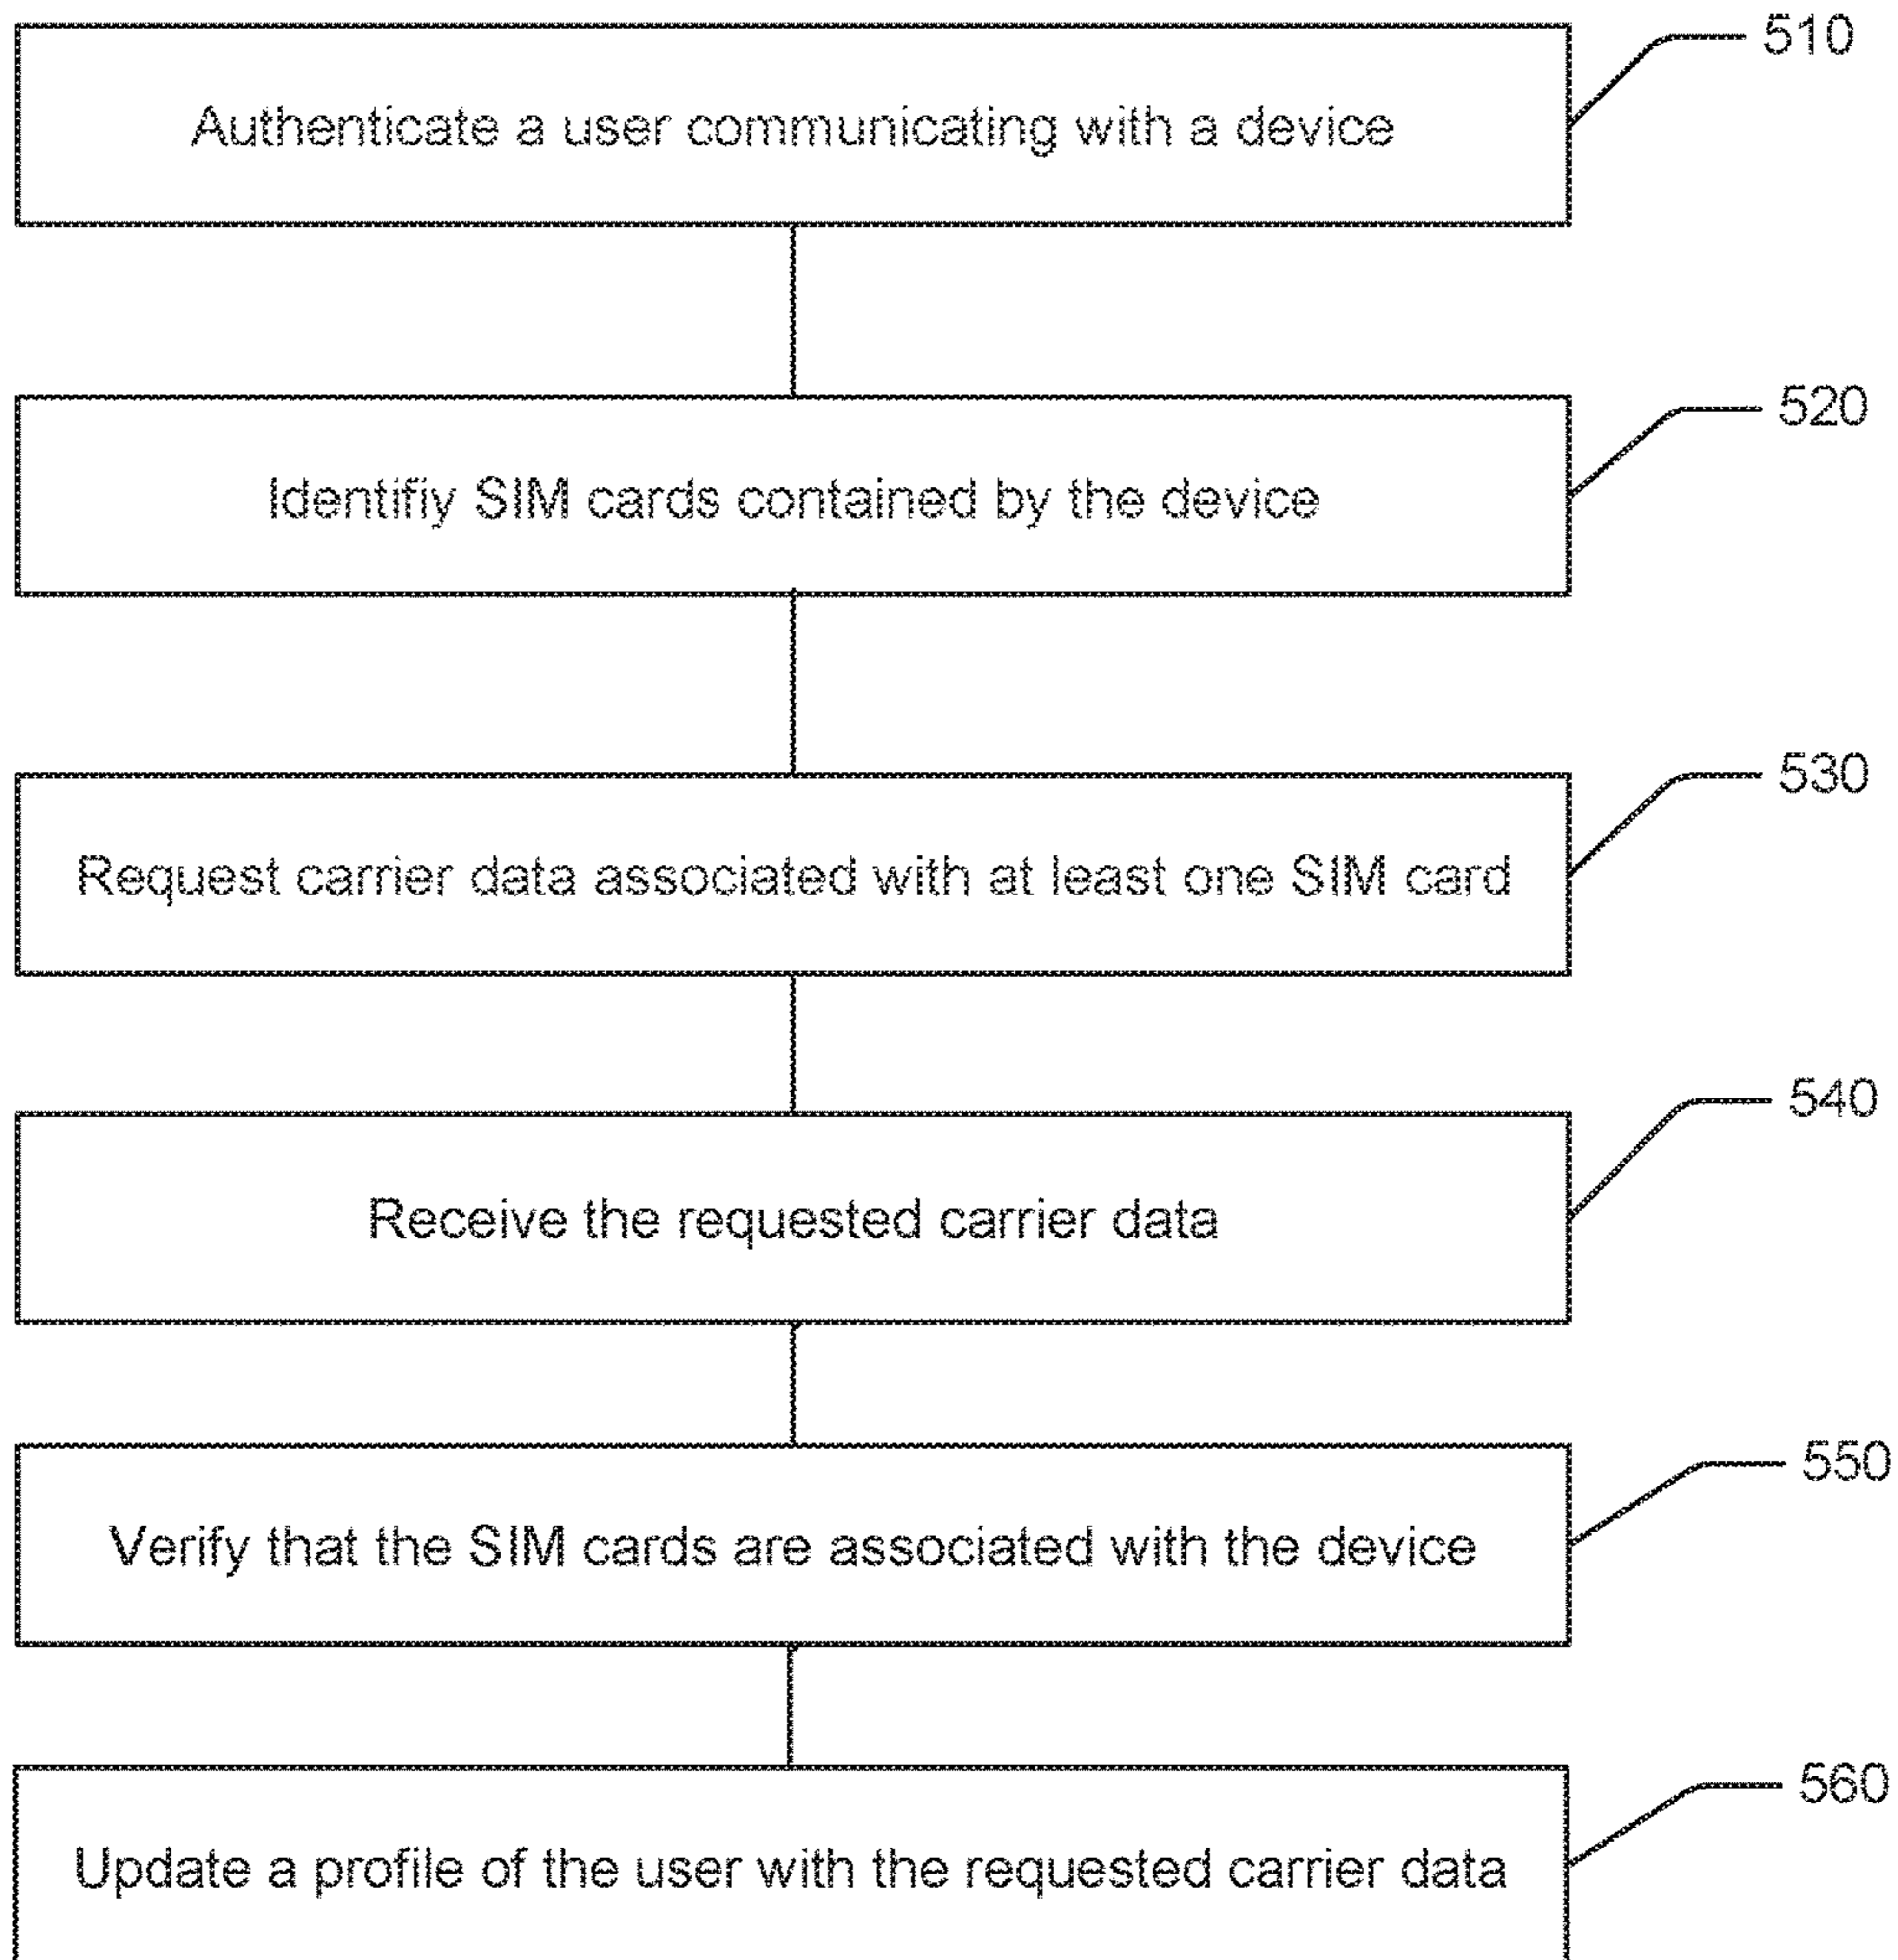 510
Authenticate a user communicating with a device
520
Identifiy SIM cards contained by the device
530
Request carrier data associated with at least one SIM card
540
Receive the requested carrier data
550
Verify that the SIM cards are associated with the device
560
Update a profile of the user with the requested carrier data